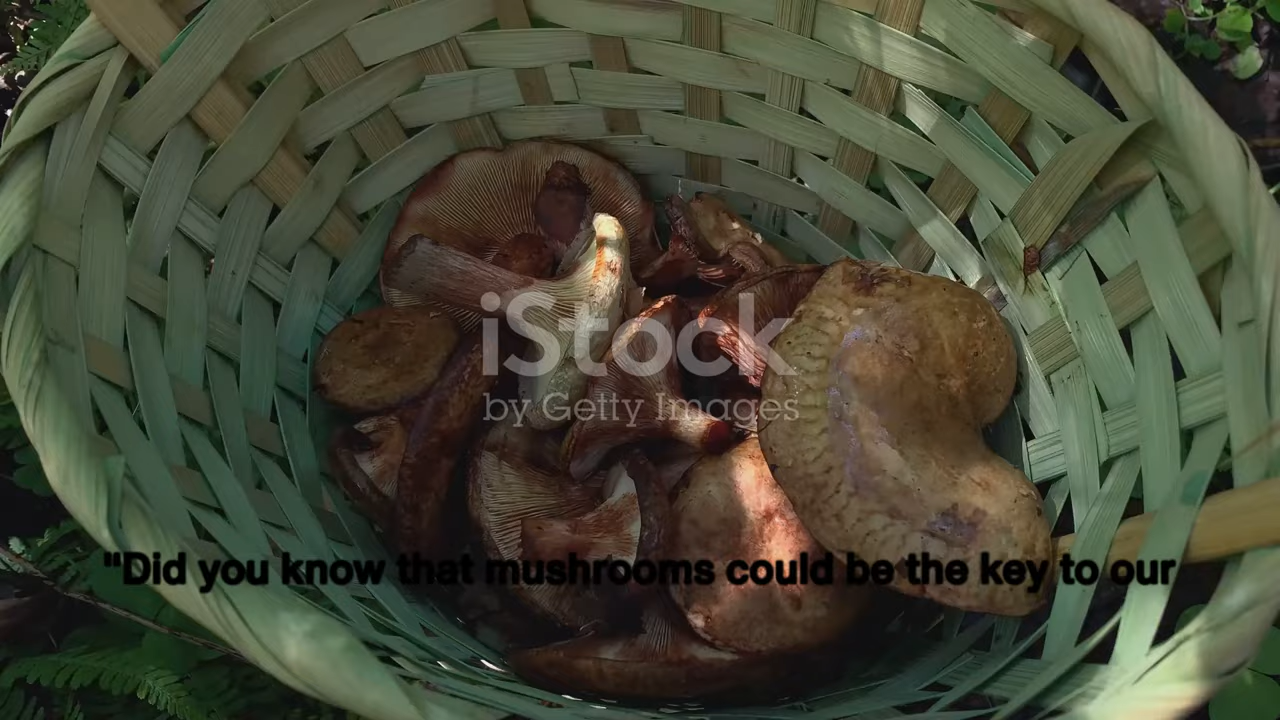 iStock
by Getty Images
"Did you know that mushrooms could be the key to our